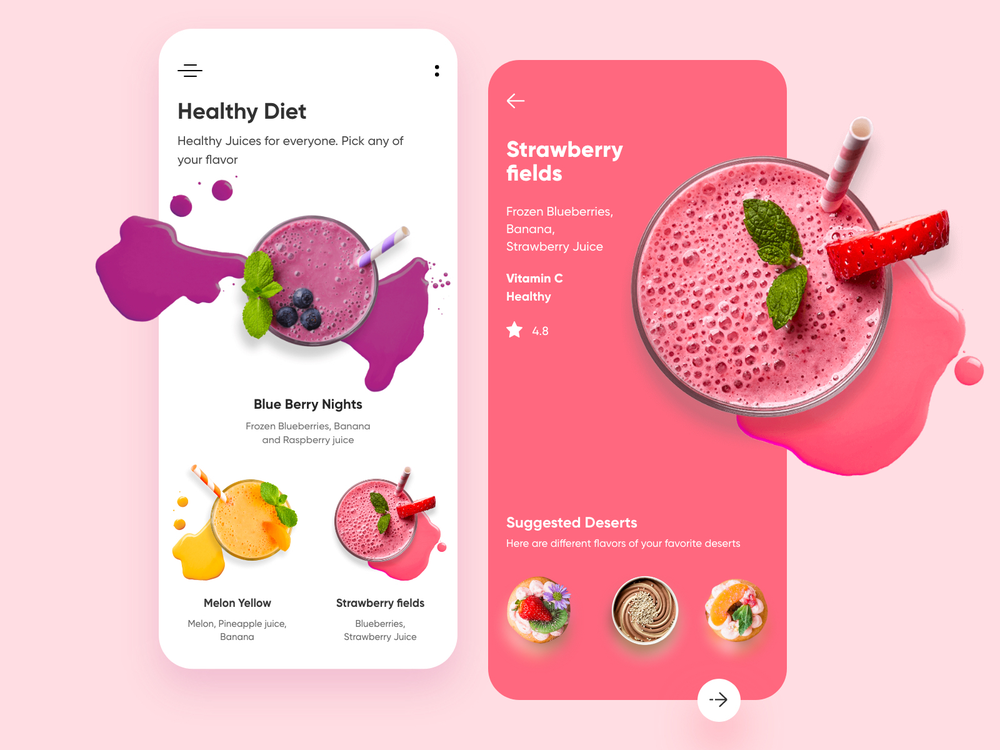 Healthy Diet
Healthy Juices for everyone. Pick any of
your flavor
Blue Berry Nights
Frozen Blueberries, Banana
and Raspberry juice
Melon Yellow
Melon, Pineapple juice,
Banana
Strawberry fields
Blueberries,
Strawberry Juice
Strawberry
fields
Frozen Blueberries,
Banana,
Strawberry Juice
Vitamin C
Healthy
4.8
Suggested Deserts
Here are different flavors of your favorite deserts